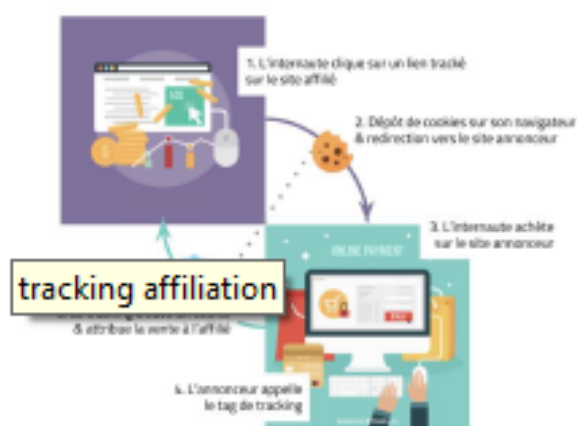 1. L'internaute clique sur un lien tracké
sur le site affilié
2. Dépôt de cookies sur son navigateur
& redirection vers le site annonceur
3. L'internaute achète
sur le site annonceur
ONLINE PAYMENT
tracking affiliation
& attribue la vente à l'affilié
4. L'annonceur appelle
le tag de tracking